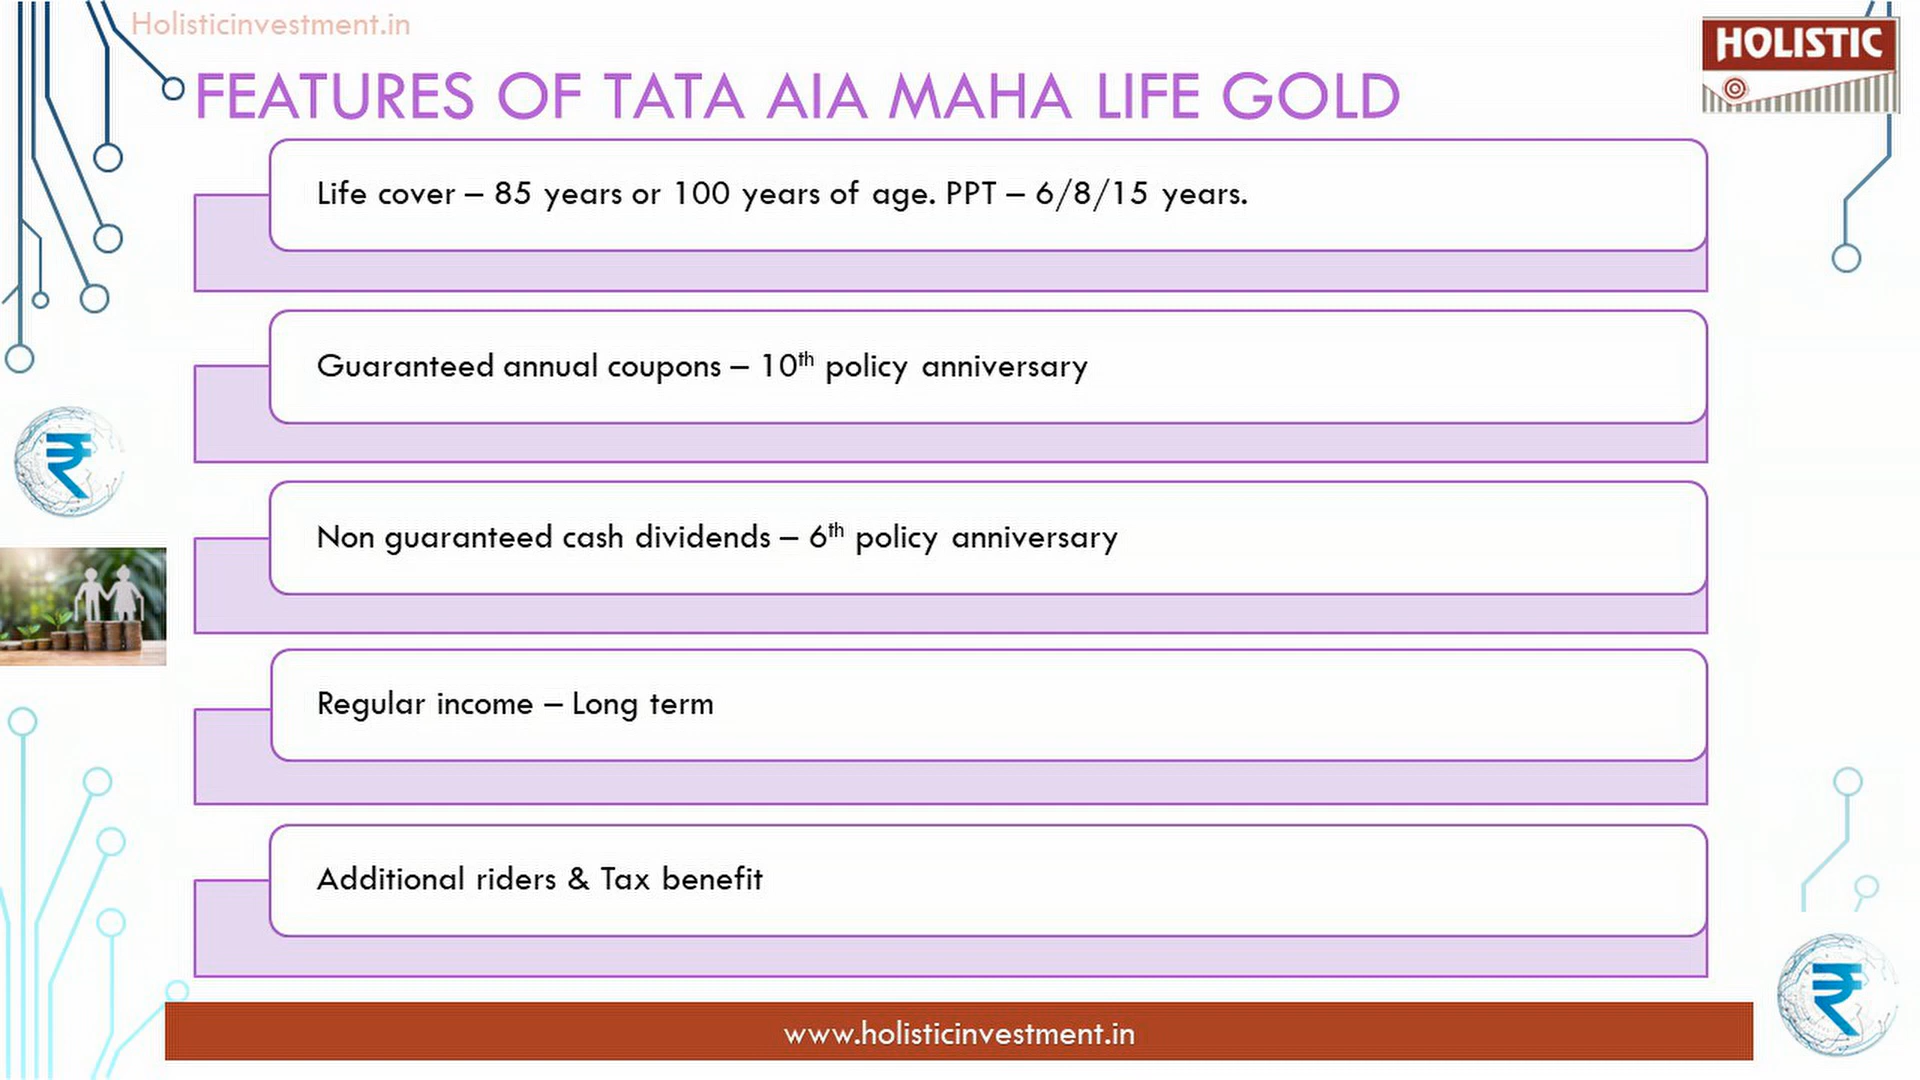 Holisticinvestment.in
HOLISTIC
FEATURES OF TATA AIA MAHA LIFE GOLD
Life cover – 85 years or 100 years of age. PPT – 6/8/15 years.
Guaranteed annual coupons – 10th policy anniversary
Non guaranteed cash dividends – 6th policy anniversary
Regular income – Long term
Additional riders & Tax benefit
www.holisticinvestment.in